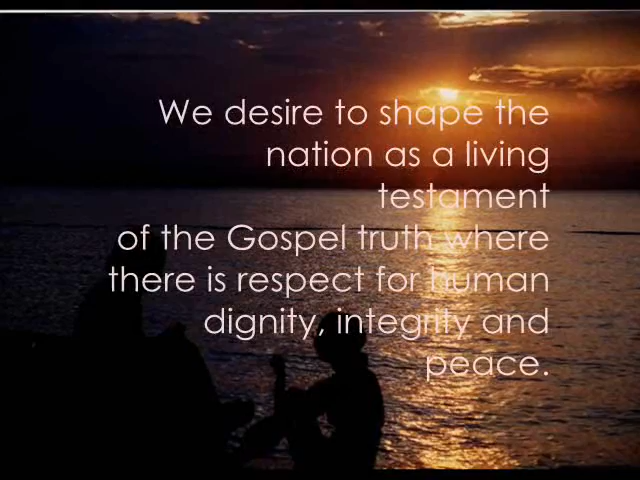 We desire to shape the
nation as a living
testament
of the Gospel truth where
there is respect for human
dignity, integrity and
peace.